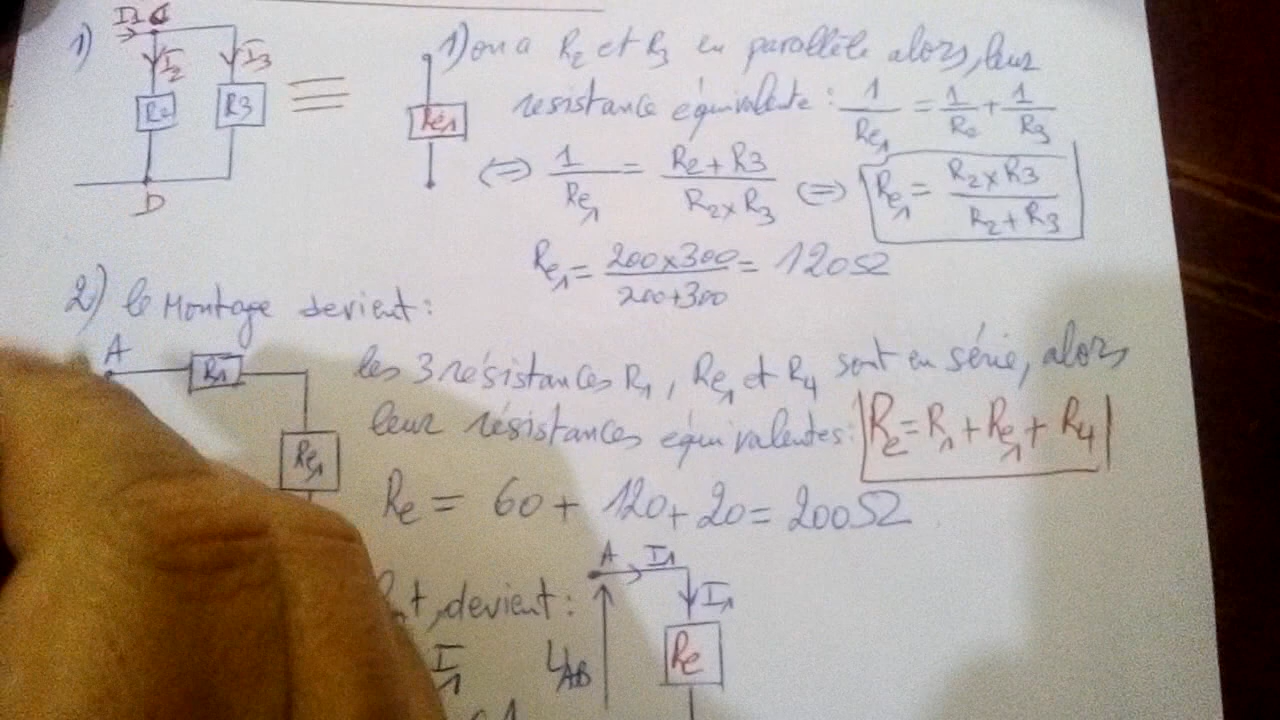 1)
I1 C
I2 I3
R2 R3
D
Re1
1) on a R2 et R3 en parallèle alors, leur
resistance équivalente : 1/Re1 = 1/R2 + 1/R3
⇔ 1/Re1 = R2 + R3 / R2 x R3 ⇔ Re1 = R2 x R3 / R2 + R3
Re1 = 200 x 300 / 200 + 300 = 120Ω
2) le Montage devient :
A R1
Re1
les 3 résistances R1, Re1 et R4 sont en série, alors
leur résistances équivalentes: Re = R1 + Re1 + R4
Re = 60 + 120 + 20 = 200Ω
devient :
A I1
I1
UAB
Re
I1